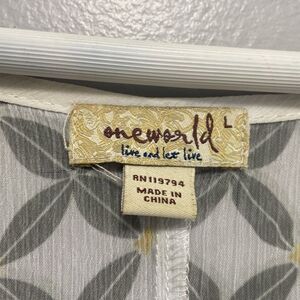 oneworld L
live and let live
RN119794
MADE IN
CHINA